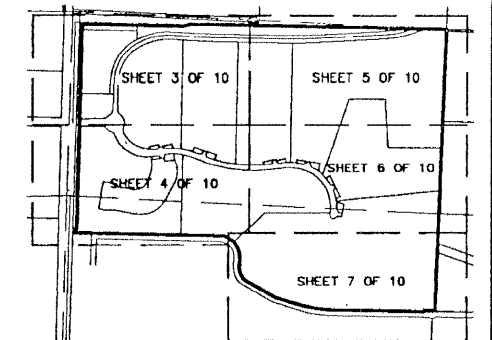 SHEET 3 OF 10
SHEET 5 OF 10
SHEET 4 OF 10
SHEET 6 OF 10
SHEET 7 OF 10